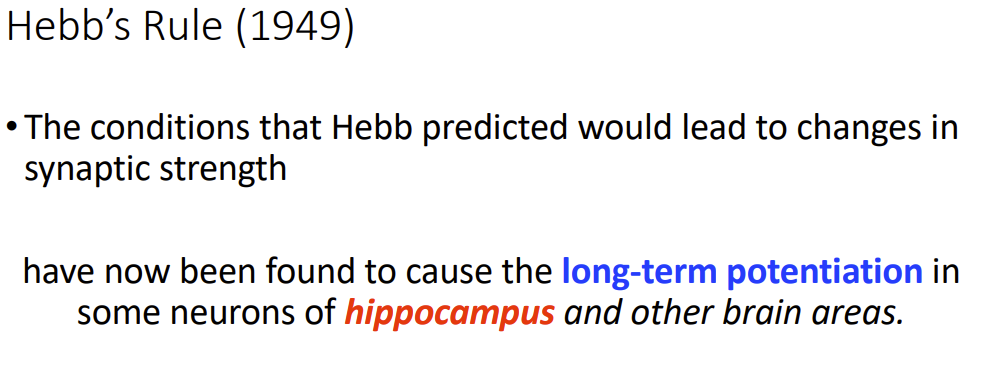 Hebb’s Rule (1949)
• The conditions that Hebb predicted would lead to changes in
synaptic strength
have now been found to cause the long-term potentiation in
some neurons of hippocampus and other brain areas.